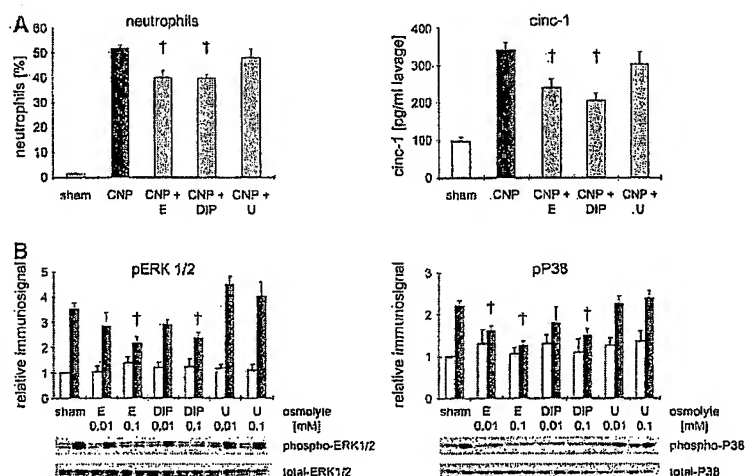 A
neutrophils
neutrophils [%]
60
50
40
30
20
10
0
sham CNP CNP + E CNP + DIP CNP + U
cinc-1
cinc-1 [pg/ml lavage]
400
300
200
100
0
sham .CNP CNP + E CNP + DIP CNP + .U
† † † †
B
pERK 1/2
relative immunosignal
5
4
3
2
1
0
† †
sham E E DIP DIP U U osmolyte
0,01 0,1 0,01 0,1 0,01 0,1 [mM]
phospho-ERK1/2
total-ERK1/2
pP38
relative immunosignal
3
2
1
0
† † †
sham E E DIP DIP U U osmolyte
0,01 0,1 0,01 0,1 0,01 0,1 [mM]
phospho-P38
total-P38